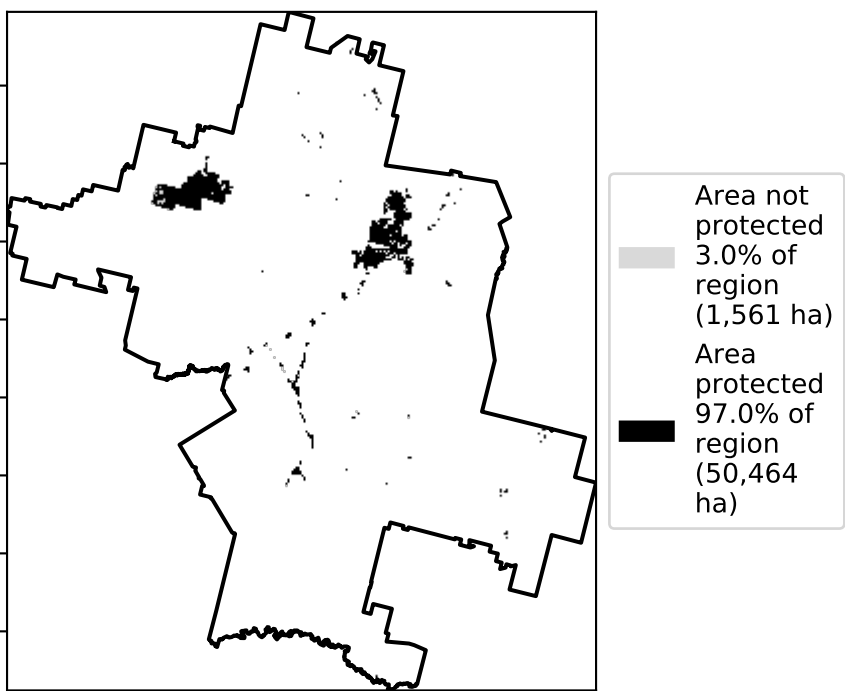 Area not
protected
3.0% of
region
(1,561 ha)
Area
protected
97.0% of
region
(50,464
ha)